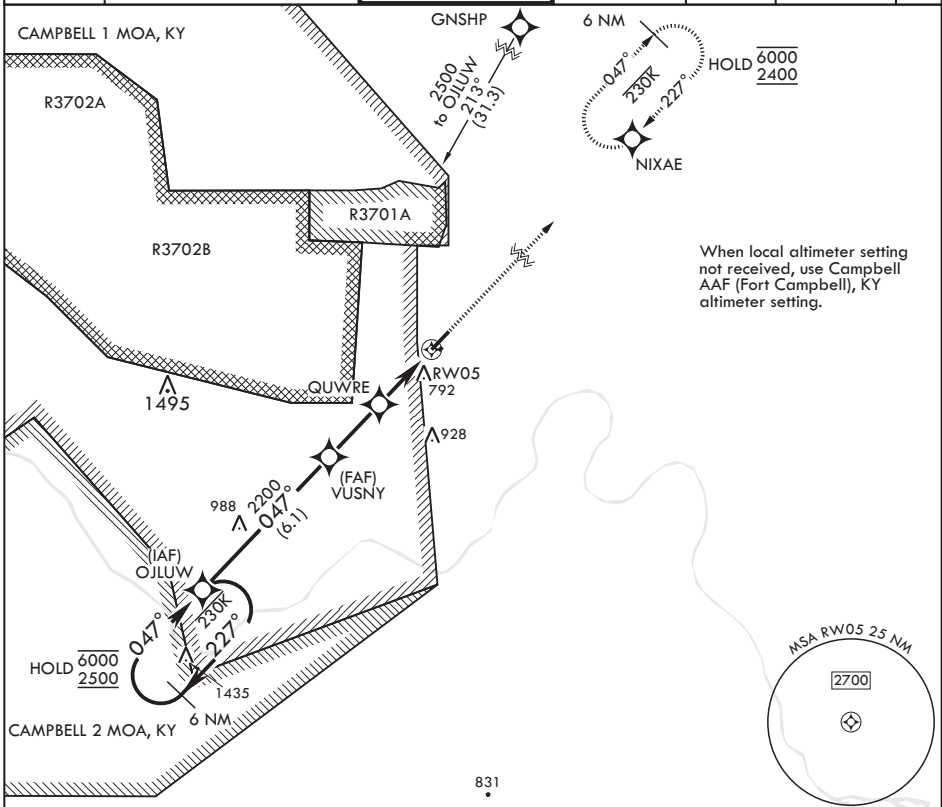 GNSHP
6 NM
CAMPBELL 1 MOA, KY
2500
to OJLUW
213°
(31.3)
047°
230K
227°
HOLD 6000
2400
R3702A
NIXAE
R3701A
R3702B
When local altimeter setting
not received, use Campbell
AAF (Fort Campbell), KY
altimeter setting.
QUWRE
RW05
792
1495
928
(FAF)
VUSNY
988
2200
047°
(6.1)
(IAF)
OJLUW
230K
047°
227°
HOLD 6000
2500
1435
6 NM
CAMPBELL 2 MOA, KY
MSA RW05 25 NM
2700
831